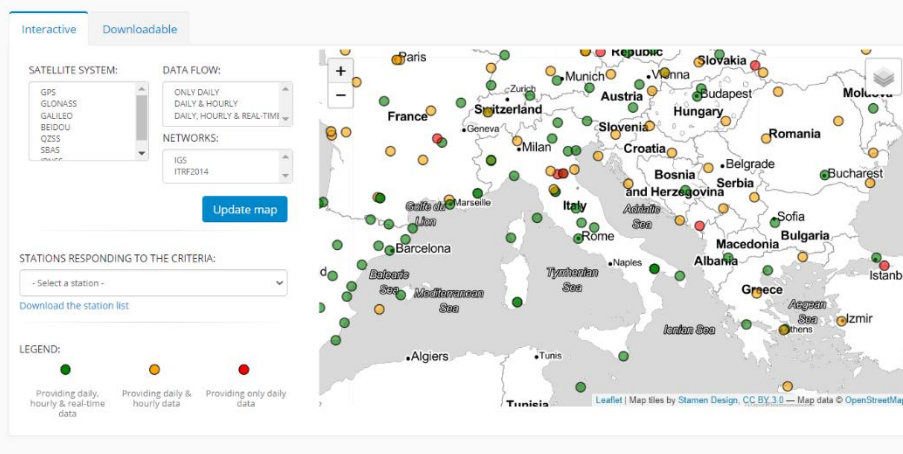 Interactive
Downloadable
SATELLITE SYSTEM:
GPS
GLONASS
GALILEO
BEIDOU
QZSS
SBAS
DATA FLOW:
ONLY DAILY
DAILY & HOURLY
DAILY, HOURLY & REAL-TIME
NETWORKS:
IGS
ITRF2014
Update map
STATIONS RESPONDING TO THE CRITERIA:
- Select a station -
Download the station list
LEGEND:
Providing daily,
hourly & real-time
data
Providing daily &
hourly data
Providing only daily
data
+
−
Paris
Republic
Slovakia
Munich
Vienna
Zurich
Austria
Budapest
Moldova
France
Switzerland
Hungary
Geneva
Slovenia
Milan
Croatia
Romania
Belgrade
Bosnia
and Herzegovina
Serbia
Bucharest
Golfe du
Lion
Marseille
Italy
Adriatic
Sea
Sofia
Barcelona
Rome
Bulgaria
Macedonia
Albania
Naples
Istanb
Balearic
Sea
Mediterranean
Sea
Tyrrhenian
Sea
Greece
Aegean
Sea
Izmir
Athens
Ionian Sea
Algiers
Tunis
Tunisia
Leaflet | Map tiles by Stamen Design, CC BY 3.0 — Map data © OpenStreetMap